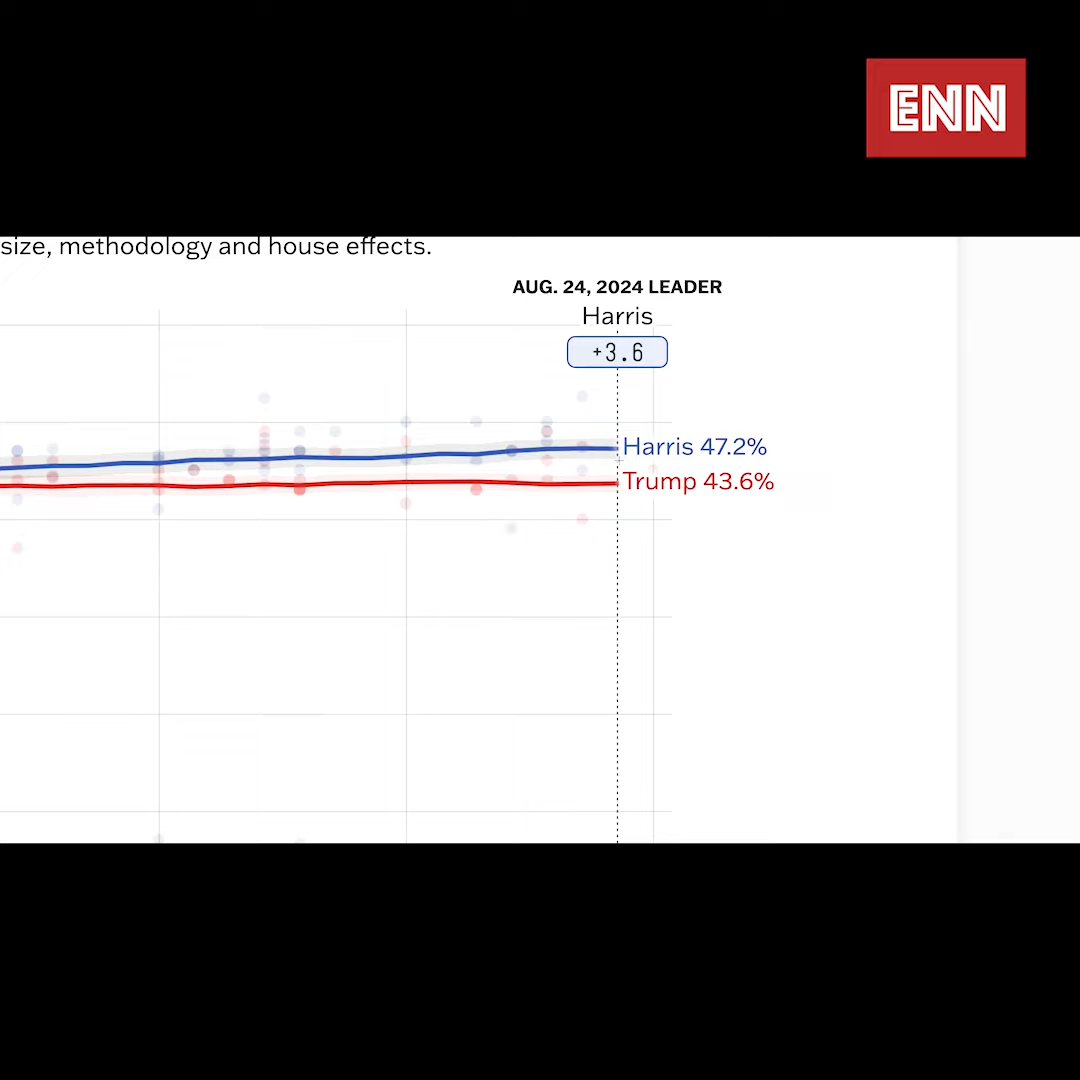 ENN
size, methodology and house effects.
AUG. 24, 2024 LEADER
Harris
+3.6
Harris 47.2%
Trump 43.6%